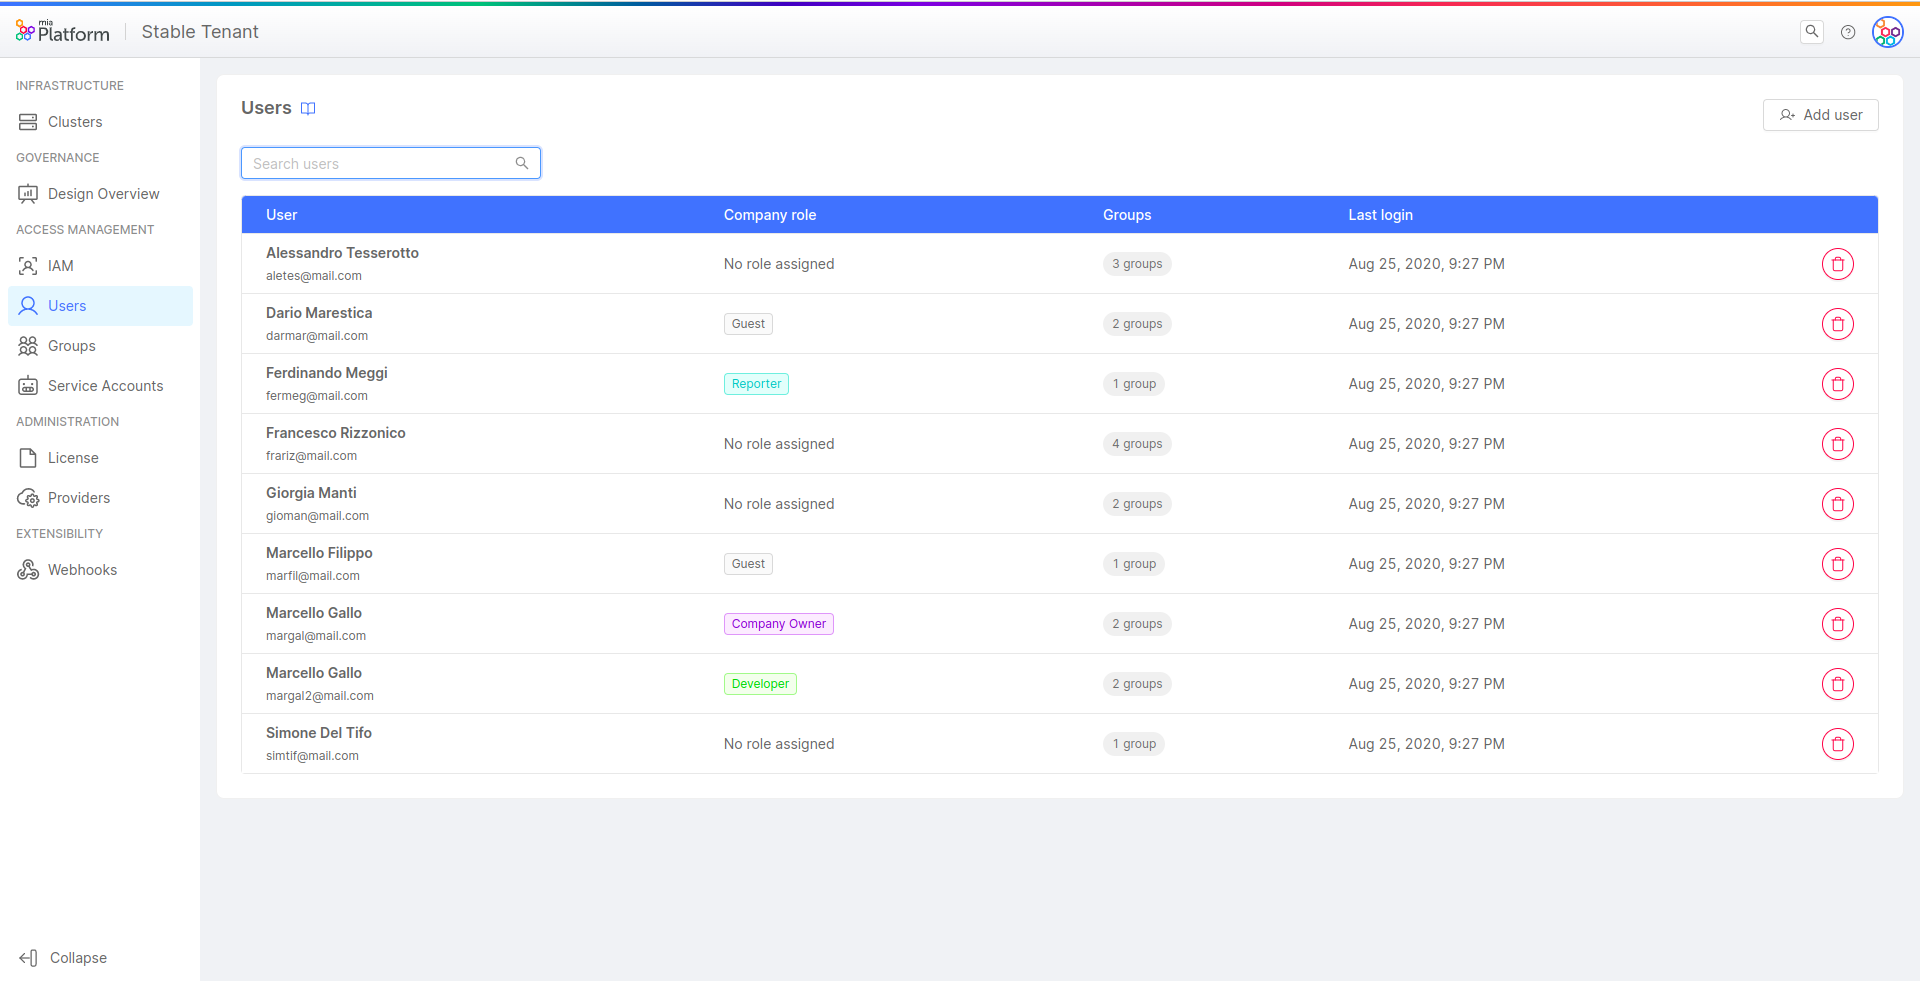 mia
Platform
Stable Tenant
INFRASTRUCTURE
Clusters
GOVERNANCE
Design Overview
ACCESS MANAGEMENT
IAM
Users
Groups
Service Accounts
ADMINISTRATION
License
Providers
EXTENSIBILITY
Webhooks
Collapse
Users
Add user
Search users
User Company role Groups Last login
Alessandro Tesserotto
aletes@mail.com
No role assigned 3 groups Aug 25, 2020, 9:27 PM
Dario Marestica
darmar@mail.com
Guest 2 groups Aug 25, 2020, 9:27 PM
Ferdinando Meggi
fermeg@mail.com
Reporter 1 group Aug 25, 2020, 9:27 PM
Francesco Rizzonico
frariz@mail.com
No role assigned 4 groups Aug 25, 2020, 9:27 PM
Giorgia Manti
gioman@mail.com
No role assigned 2 groups Aug 25, 2020, 9:27 PM
Marcello Filippo
marfil@mail.com
Guest 1 group Aug 25, 2020, 9:27 PM
Marcello Gallo
margal@mail.com
Company Owner 2 groups Aug 25, 2020, 9:27 PM
Marcello Gallo
margal2@mail.com
Developer 2 groups Aug 25, 2020, 9:27 PM
Simone Del Tifo
simtif@mail.com
No role assigned 1 group Aug 25, 2020, 9:27 PM